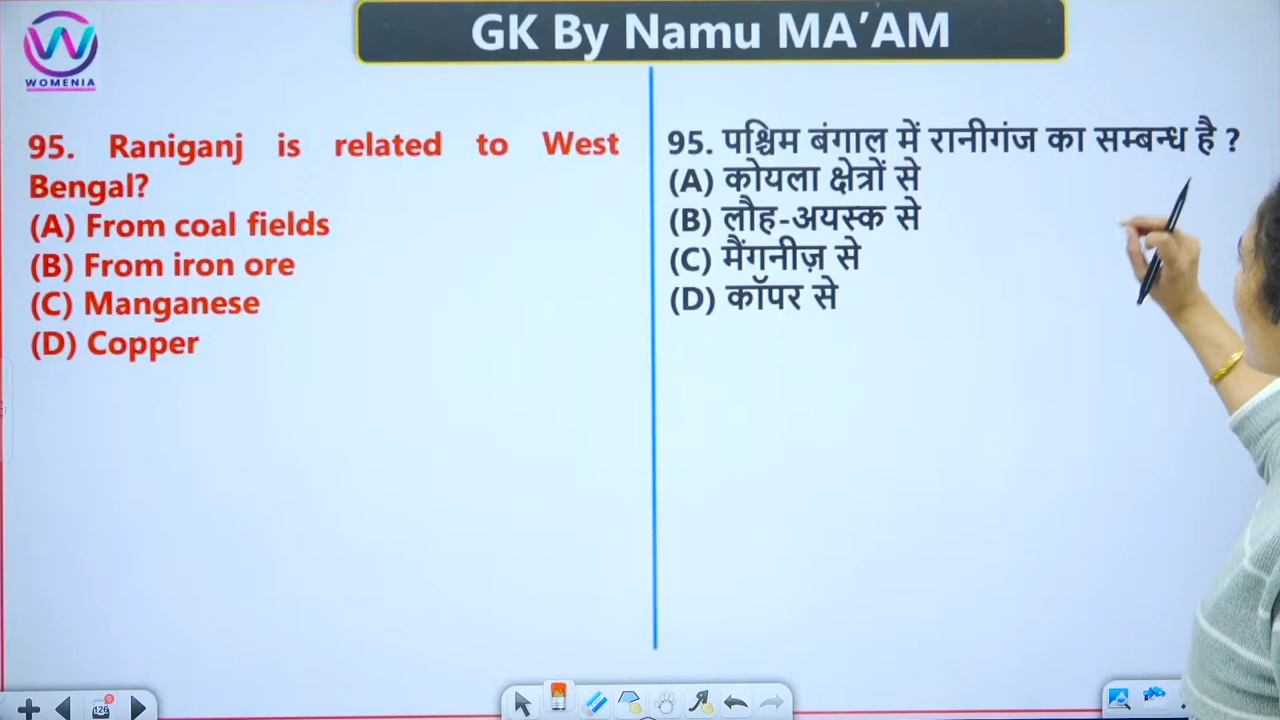 WOMENIA
GK By Namu MA’AM
95. Raniganj is related to West
Bengal?
(A) From coal fields
(B) From iron ore
(C) Manganese
(D) Copper
95. पश्चिम बंगाल में रानीगंज का सम्बन्ध है ?
(A) कोयला क्षेत्रों से
(B) लौह-अयस्क से
(C) मैंगनीज़ से
(D) कॉपर से
126